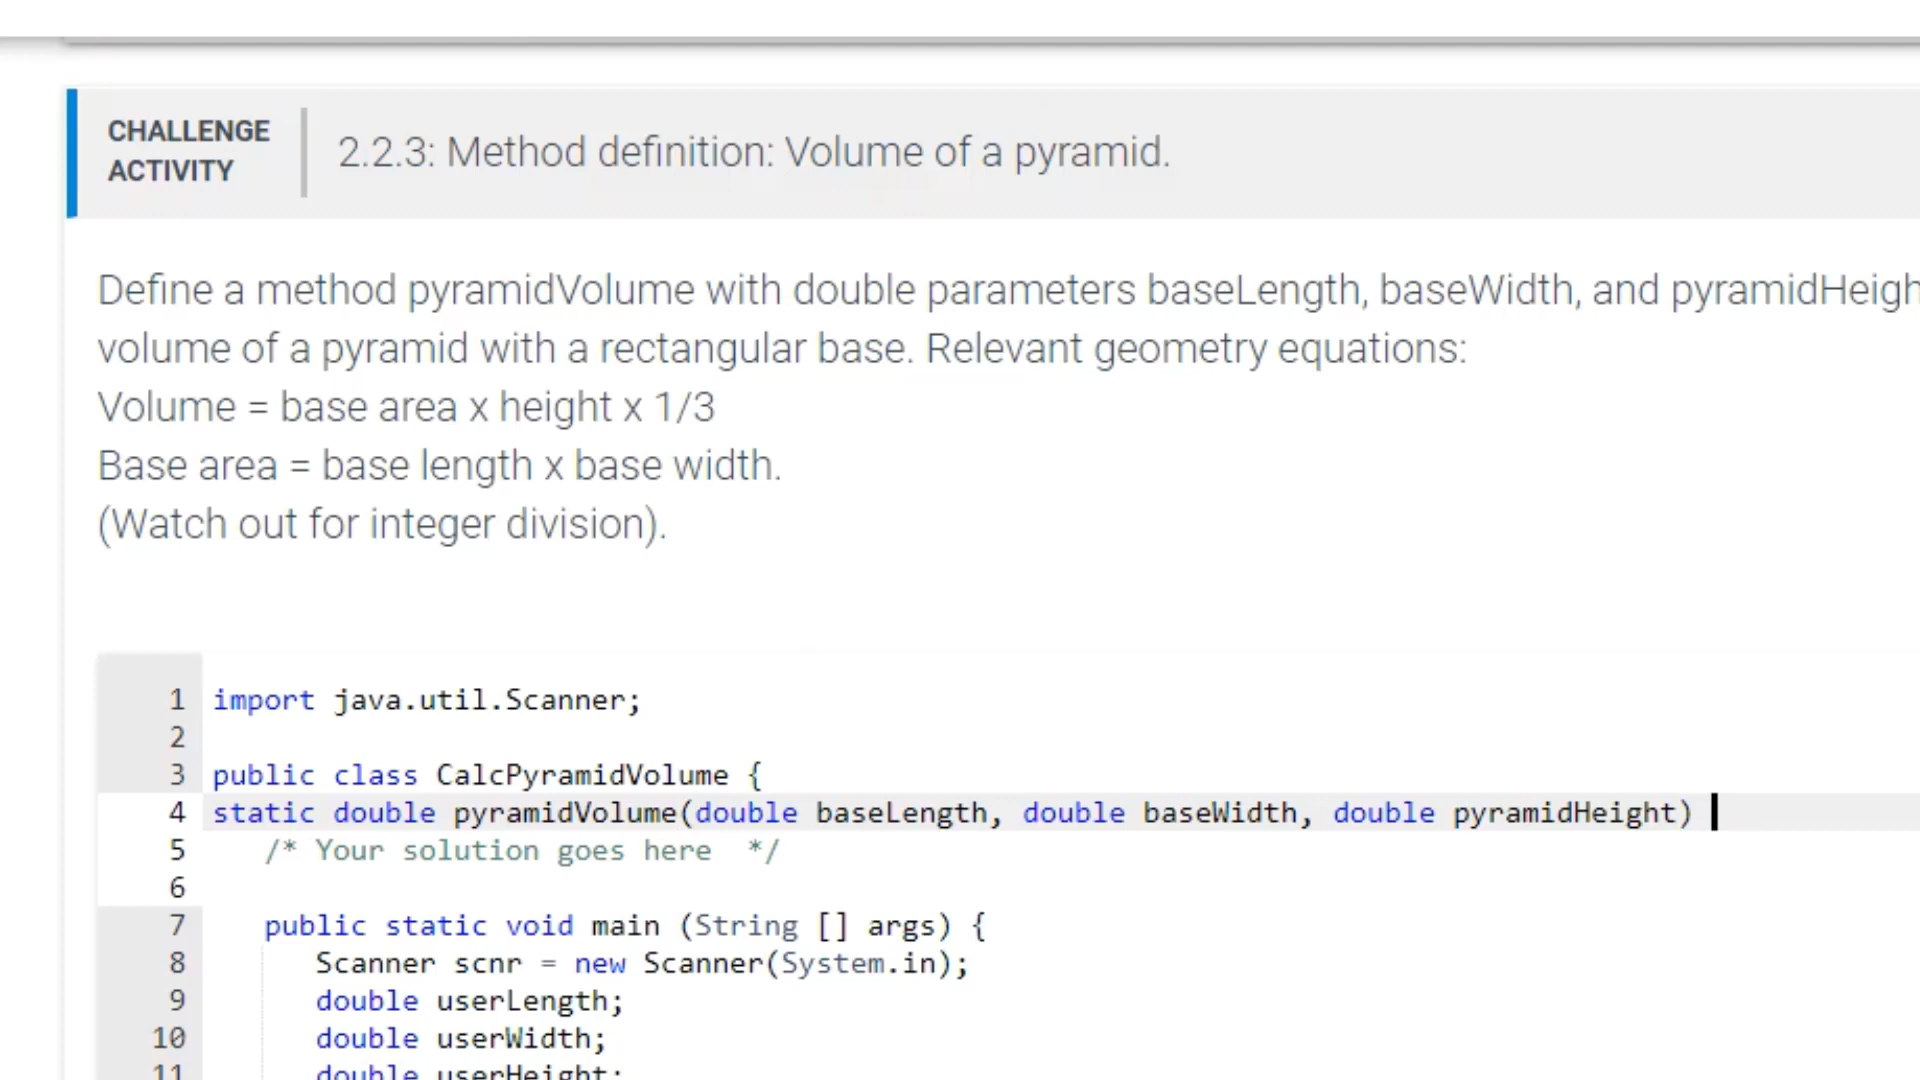 CHALLENGE
ACTIVITY
2.2.3: Method definition: Volume of a pyramid.
Define a method pyramidVolume with double parameters baseLength, baseWidth, and pyramidHeigh
volume of a pyramid with a rectangular base. Relevant geometry equations:
Volume = base area x height x 1/3
Base area = base length x base width.
(Watch out for integer division).
1 import java.util.Scanner;
2
3 public class CalcPyramidVolume {
4 static double pyramidVolume(double baseLength, double baseWidth, double pyramidHeight)
5 /* Your solution goes here  */
6
7 public static void main (String [] args) {
8 Scanner scnr = new Scanner(System.in);
9 double userLength;
10 double userWidth;
11 double userHeight;